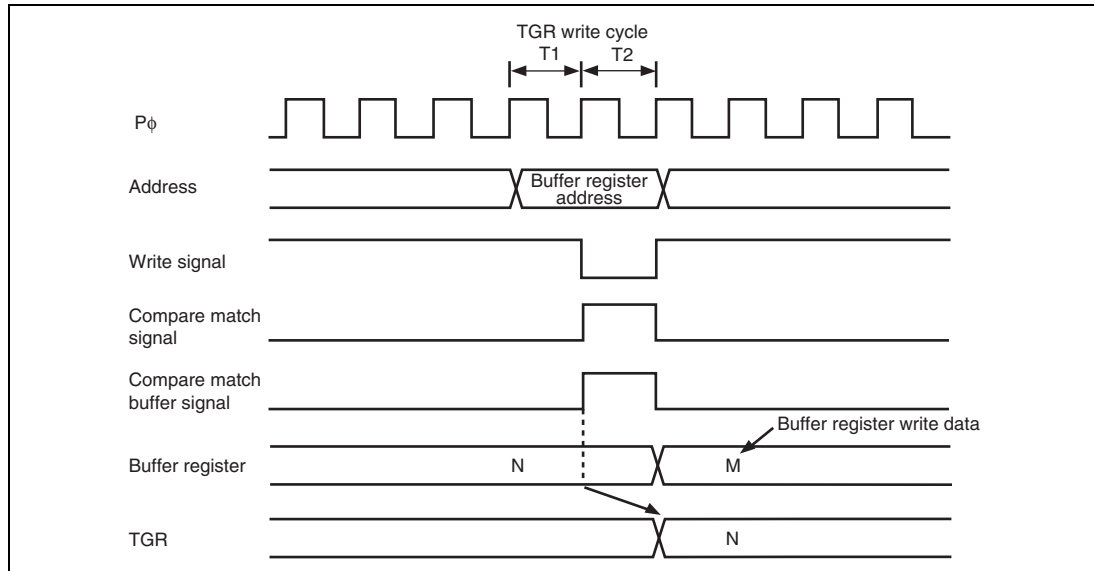 TGR write cycle
T1 T2
Pϕ
Address
Buffer register
address
Write signal
Compare match
signal
Compare match
buffer signal
Buffer register write data
Buffer register
N
M
TGR
N